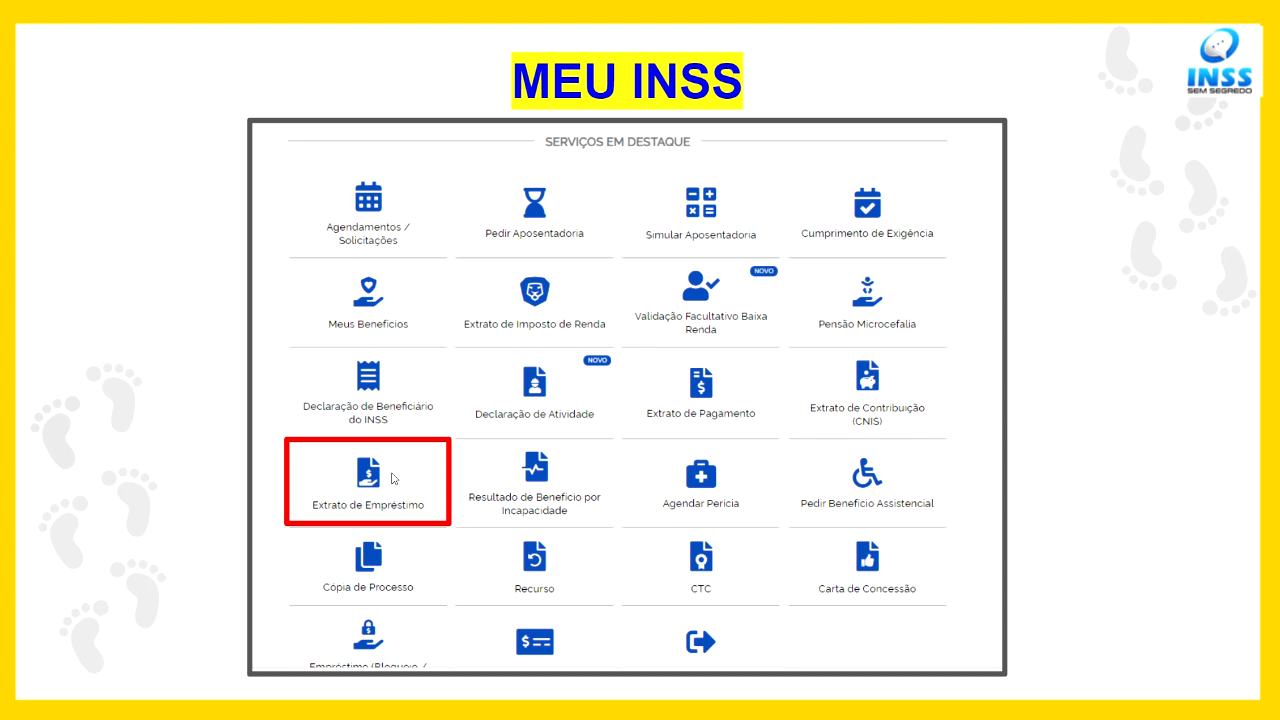 MEU INSS
INSS
SEM SEGREDO
SERVIÇOS EM DESTAQUE
Agendamentos /
Solicitações
Pedir Aposentadoria
Simular Aposentadoria
Cumprimento de Exigência
Meus Benefícios
Extrato de Imposto de Renda
NOVO
Validação Facultativo Baixa
Renda
Pensão Microcefalia
Declaração de Beneficiário
do INSS
NOVO
Declaração de Atividade
Extrato de Pagamento
Extrato de Contribuição
(CNIS)
Extrato de Empréstimo
Resultado de Benefício por
Incapacidade
Agendar Perícia
Pedir Benefício Assistencial
Cópia de Processo
Recurso
CTC
Carta de Concessão
Empréstimo (Bloqueio /